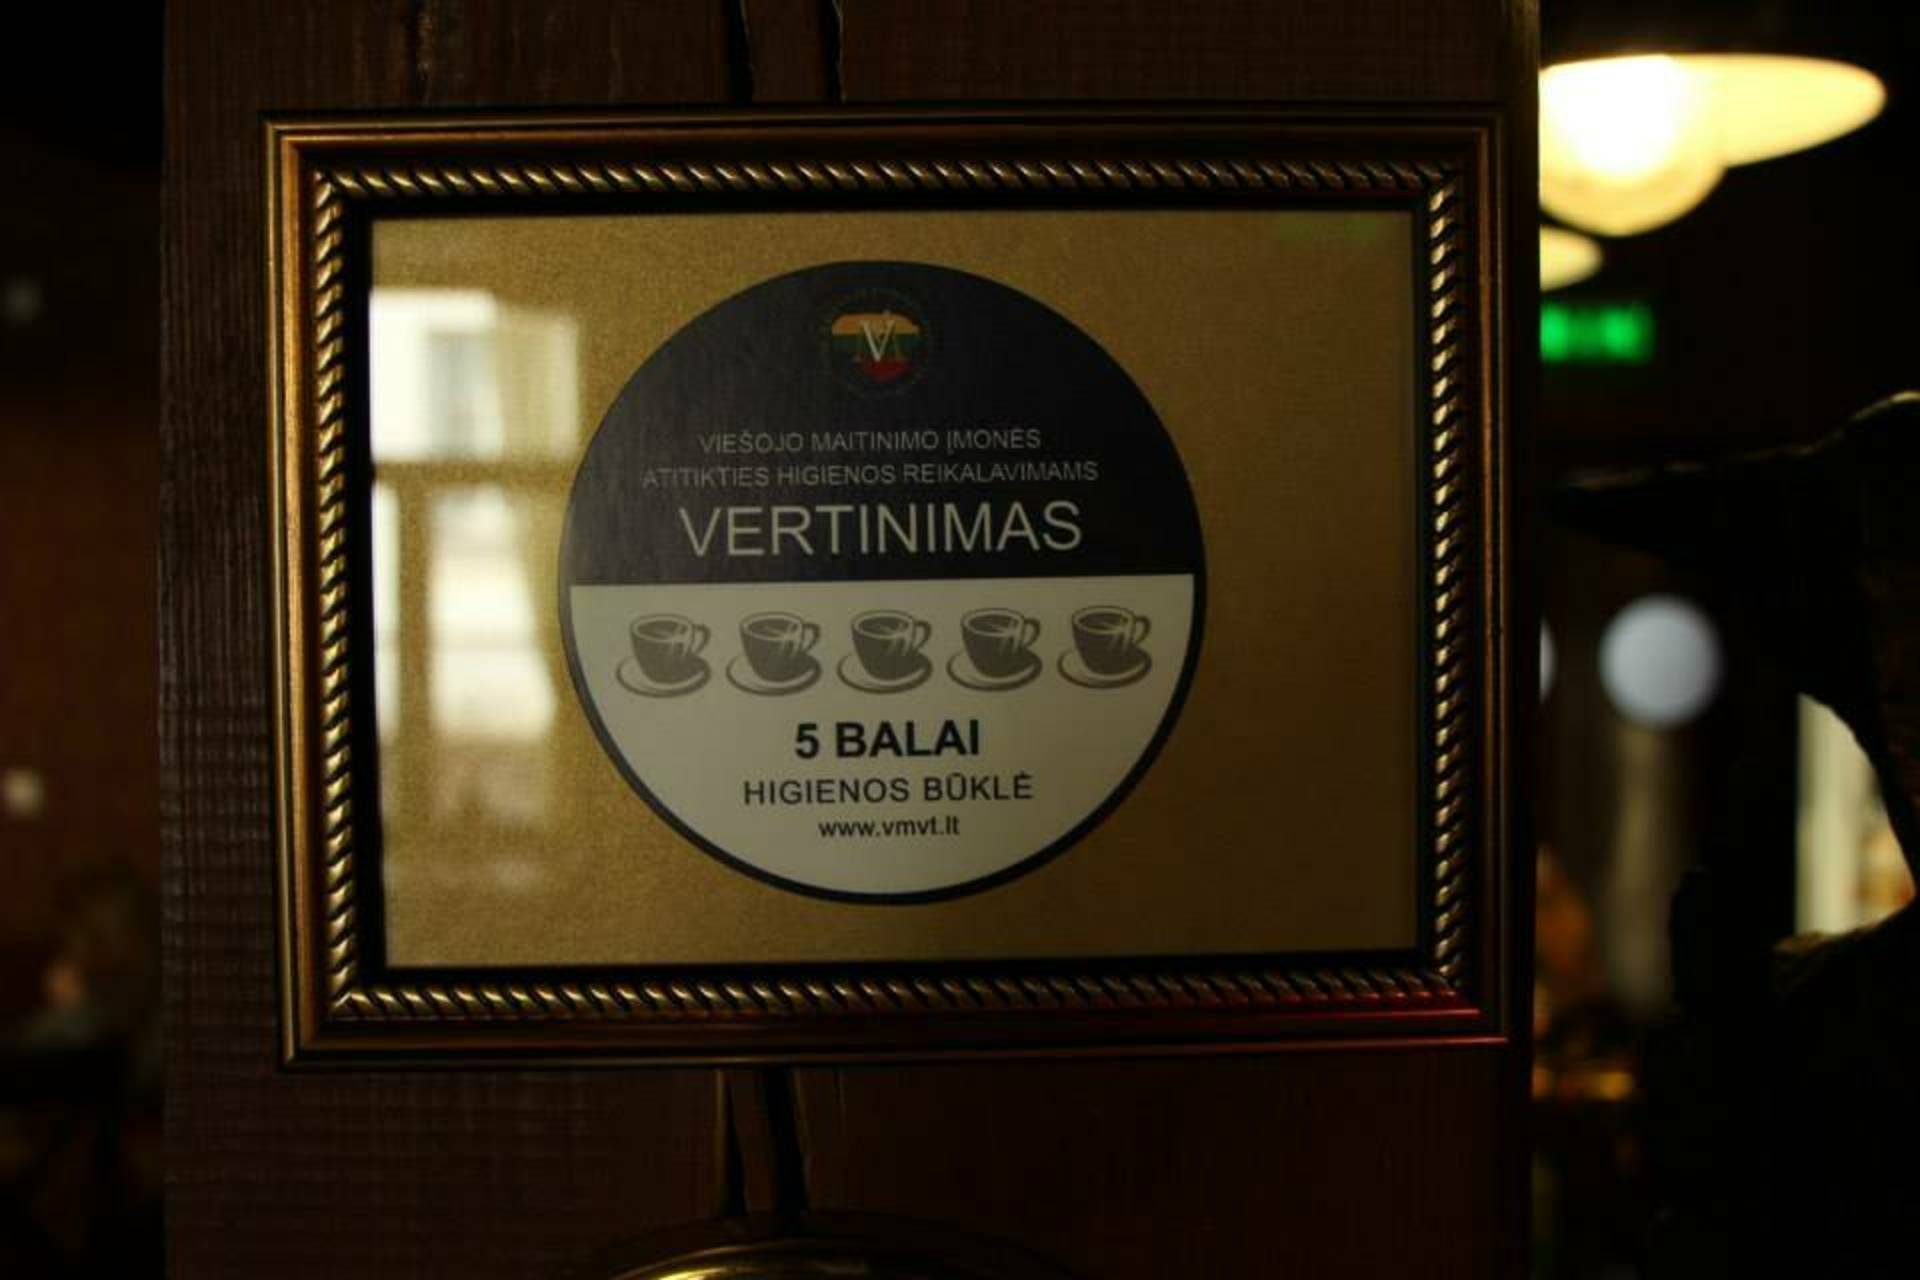 VIEŠOJO MAITINIMO ĮMONĖS
ATITIKTIES HIGIENOS REIKALAVIMAMS
VERTINIMAS
5 BALAI
HIGIENOS BŪKLĖ
www.vmvt.lt